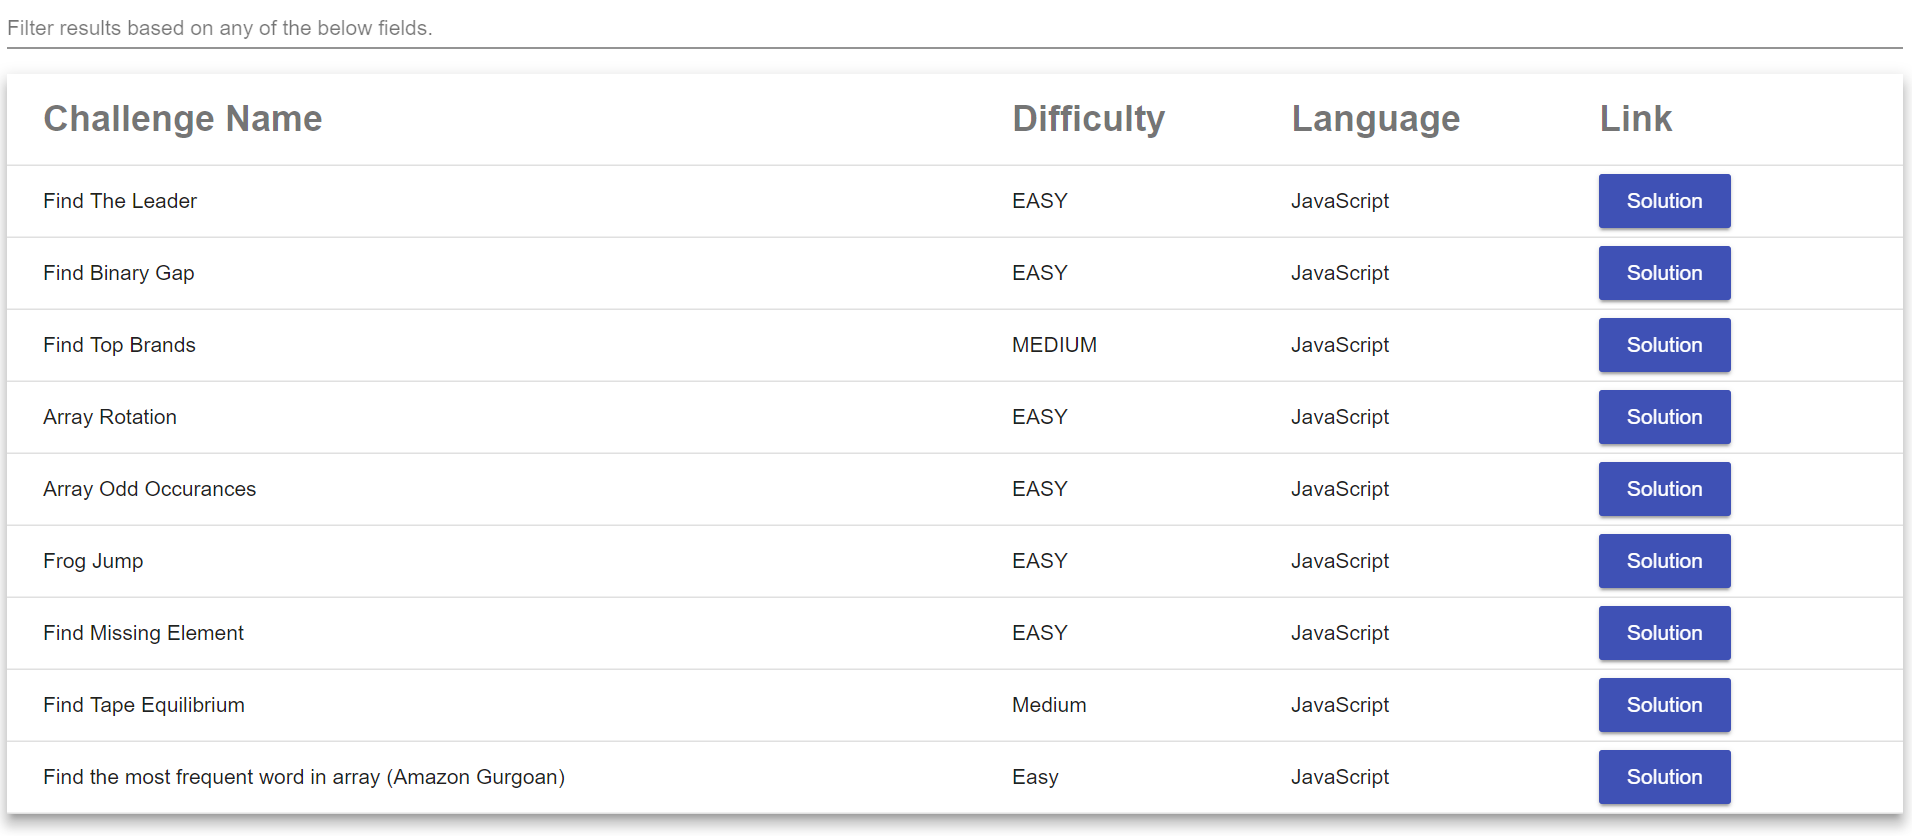 Filter results based on any of the below fields.
Challenge Name Difficulty Language Link
Find The Leader EASY JavaScript Solution
Find Binary Gap EASY JavaScript Solution
Find Top Brands MEDIUM JavaScript Solution
Array Rotation EASY JavaScript Solution
Array Odd Occurances EASY JavaScript Solution
Frog Jump EASY JavaScript Solution
Find Missing Element EASY JavaScript Solution
Find Tape Equilibrium Medium JavaScript Solution
Find the most frequent word in array (Amazon Gurgoan) Easy JavaScript Solution